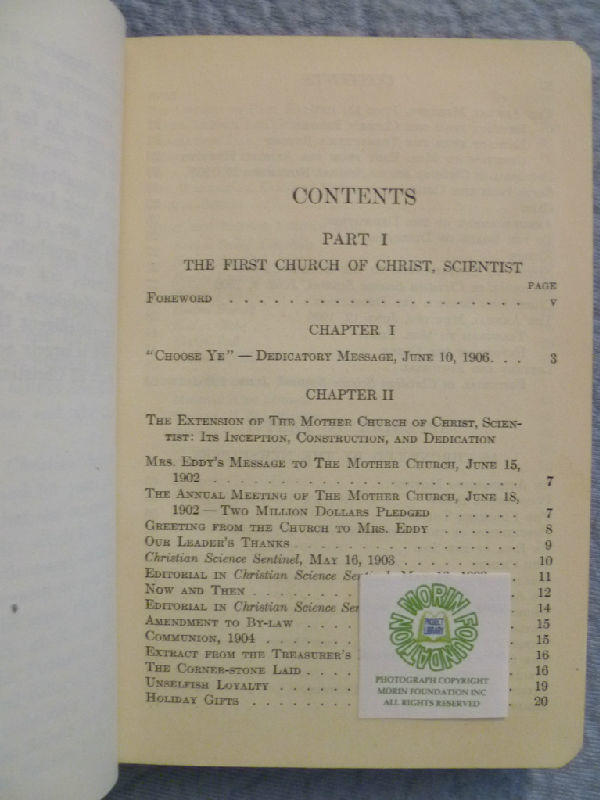 CONTENTS
PART I
THE FIRST CHURCH OF CHRIST, SCIENTIST
PAGE
Foreword . . . . . . . . . . . . . . . . . . . . . v
CHAPTER I
"Choose Ye" — Dedicatory Message, June 10, 1906. . . 3
CHAPTER II
The Extension of The Mother Church of Christ, Scien-
tist: Its Inception, Construction, and Dedication
Mrs. Eddy's Message to The Mother Church, June 15,
1902 . . . . . . . . . . . . . . . . . . . . . 7
The Annual Meeting of The Mother Church, June 18,
1902 — Two Million Dollars Pledged . . . . . . 7
Greeting from the Church to Mrs. Eddy . . . . . 8
Our Leader's Thanks . . . . . . . . . . . . . . . 9
Christian Science Sentinel, May 16, 1903 . . . . . . . . 10
Editorial in Christian Science 11
Now and Then . . . . . . . . . . . . . . . . . 12
Editorial in Christian Science 14
Amendment to By-law . . . . . 15
Communion, 1904 . . . . . . . 15
Extract from the Treasurer's 16
The Corner-stone Laid . . . . 16
Unselfish Loyalty . . . . . . 19
Holiday Gifts . . . . . . . . 20
MORIN FOUNDATION
PROJECT
LIBRARY
PHOTOGRAPH COPYRIGHT
MORIN FOUNDATION INC
ALL RIGHTS RESERVED